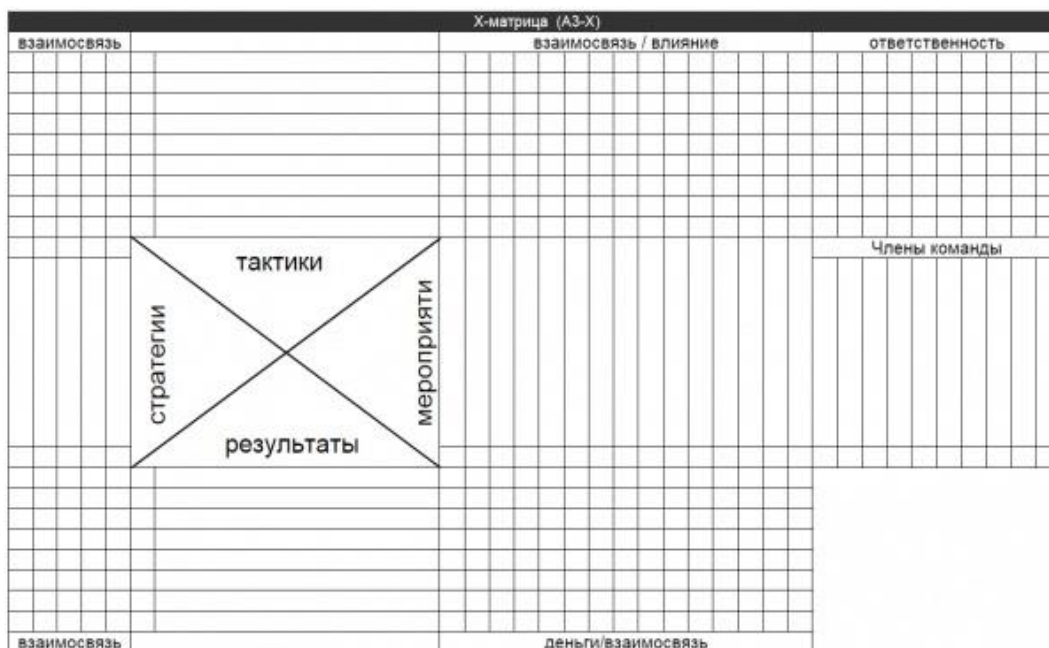 Х-матрица (А3-Х)
взаимосвязь
взаимосвязь / влияние
ответственность
Члены команды
тактики
стратегии
мероприяти
результаты
взаимосвязь
деньги/взаимосвязь